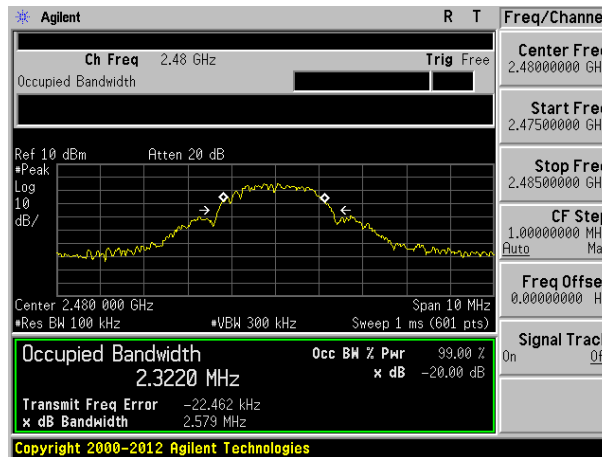 Agilent R T
Freq/Channe
Ch Freq 2.48 GHz Trig Free
Occupied Bandwidth
Center Fre
2.48000000 GH
Start Fre
2.47500000 GH
Stop Fre
2.48500000 GH
CF Step
1.00000000 MH
Auto Ma
Freq Offse
0.00000000 H
Signal Trac
On Of
Ref 10 dBm Atten 20 dB
#Peak
Log
10
dB/
Center 2.480 000 GHz Span 10 MHz
#Res BW 100 kHz #VBW 300 kHz Sweep 1 ms (601 pts)
Occupied Bandwidth Occ BW % Pwr 99.00 %
2.3220 MHz x dB -20.00 dB
Transmit Freq Error -22.462 kHz
x dB Bandwidth 2.579 MHz
Copyright 2000-2012 Agilent Technologies